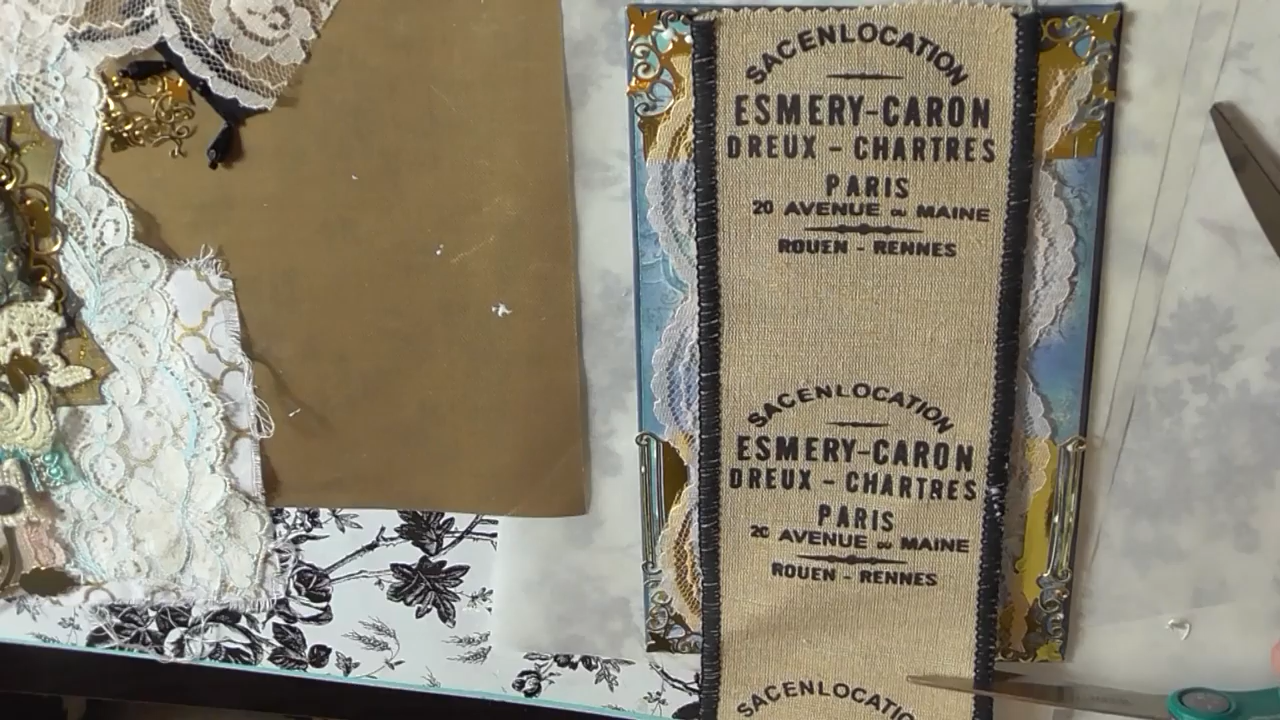 SACENLOCATION
ESMERY-CARON
DREUX - CHARTRES
PARIS
20 AVENUE DU MAINE
ROUEN - RENNES
SACENLOCATION
ESMERY-CARON
DREUX - CHARTRES
PARIS
20 AVENUE DU MAINE
ROUEN - RENNES
SACENLOCATIO